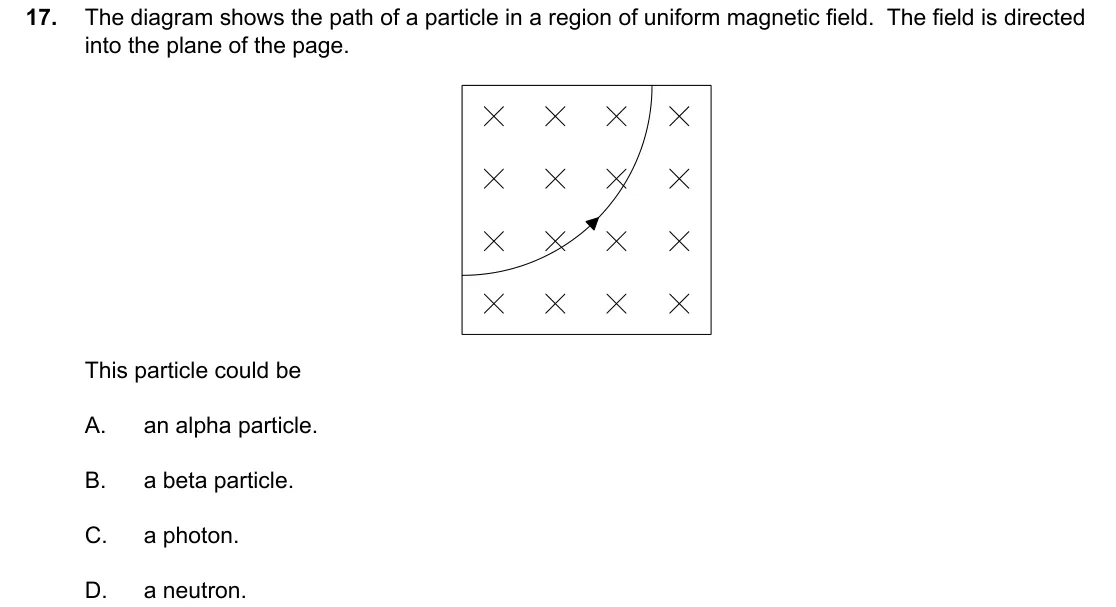 17. The diagram shows the path of a particle in a region of uniform magnetic field. The field is directed
into the plane of the page.
This particle could be
A. an alpha particle.
B. a beta particle.
C. a photon.
D. a neutron.